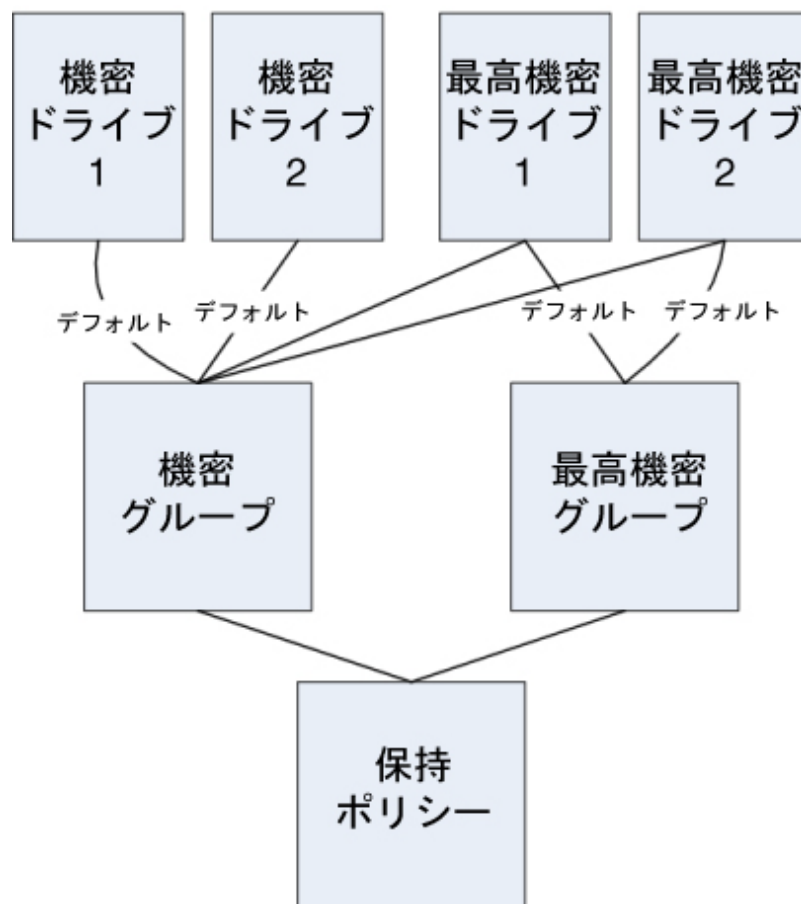 機密
ドライブ
1
機密
ドライブ
2
最高機密
ドライブ
1
最高機密
ドライブ
2
デフォルト
デフォルト
デフォルト
デフォルト
機密
グループ
最高機密
グループ
保持
ポリシー